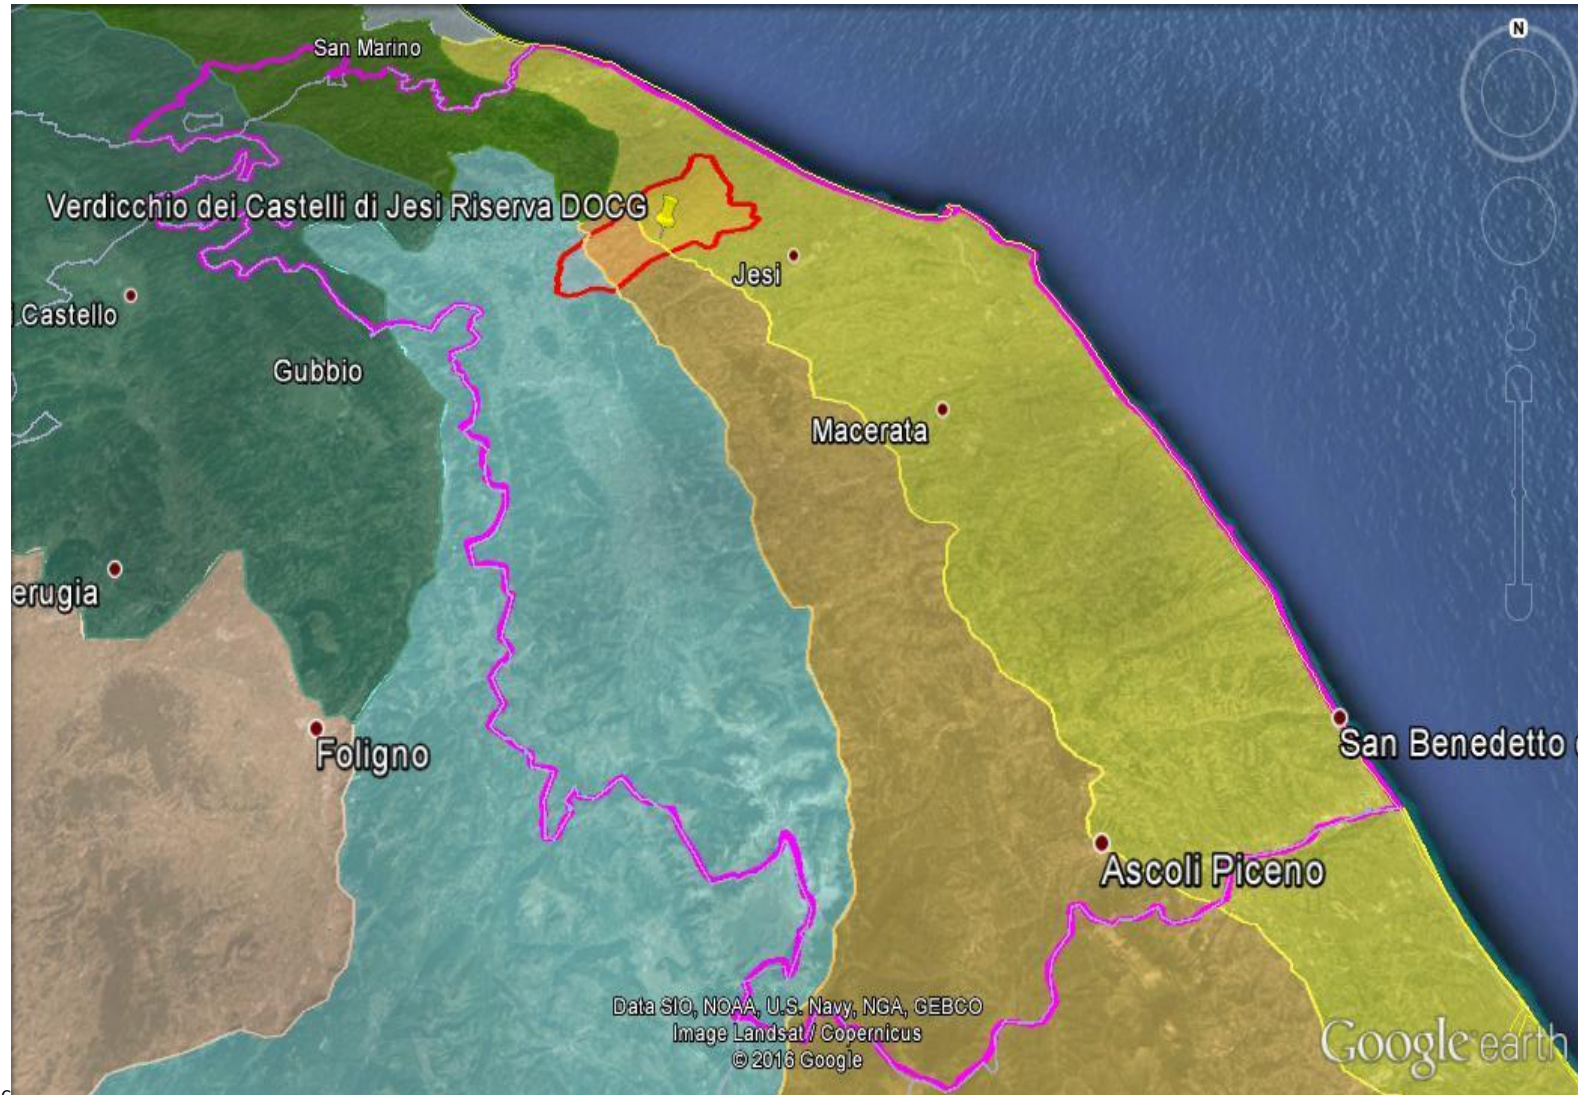 N
San Marino
Verdicchio dei Castelli di Jesi Riserva DOCG
Jesi
Castello
Gubbio
Macerata
erugia
San Benedetto
Foligno
Ascoli Piceno
Data SIO, NOAA, U.S. Navy, NGA, GEBCO
Image Landsat / Copernicus
© 2016 Google
Google earth